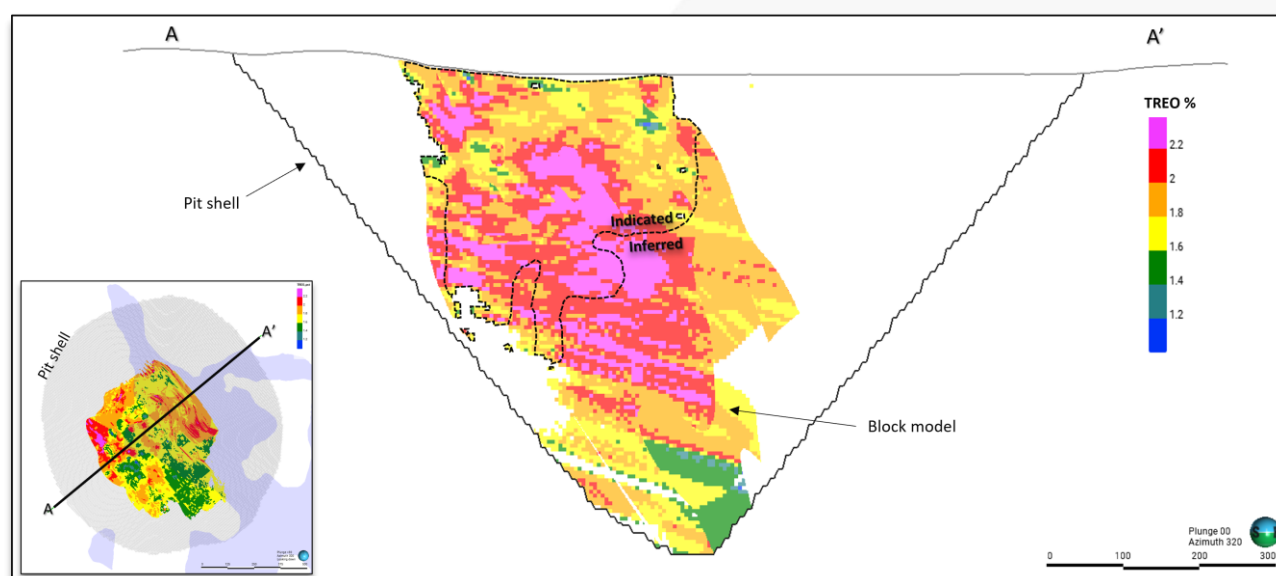 A
A'
TREO %
2.2
2
1.8
1.6
1.4
1.2
Pit shell
Indicated
Inferred
Block model
Pit shell
A'
A
Plunge 00
Azimuth 320
0 100 200 300